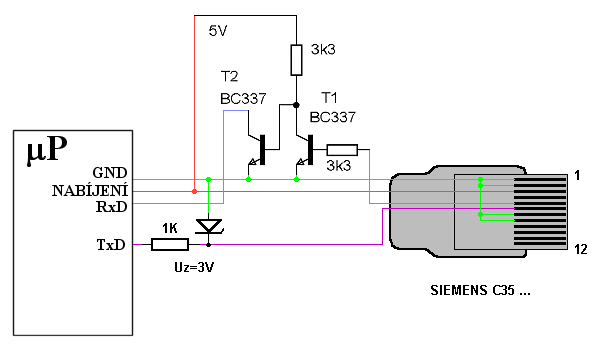 5V
3k3
T2
BC337
T1
BC337
µP
GND
NABÍJENÍ
RxD
3k3
1
TxD
1K
Uz=3V
12
SIEMENS C35 ...